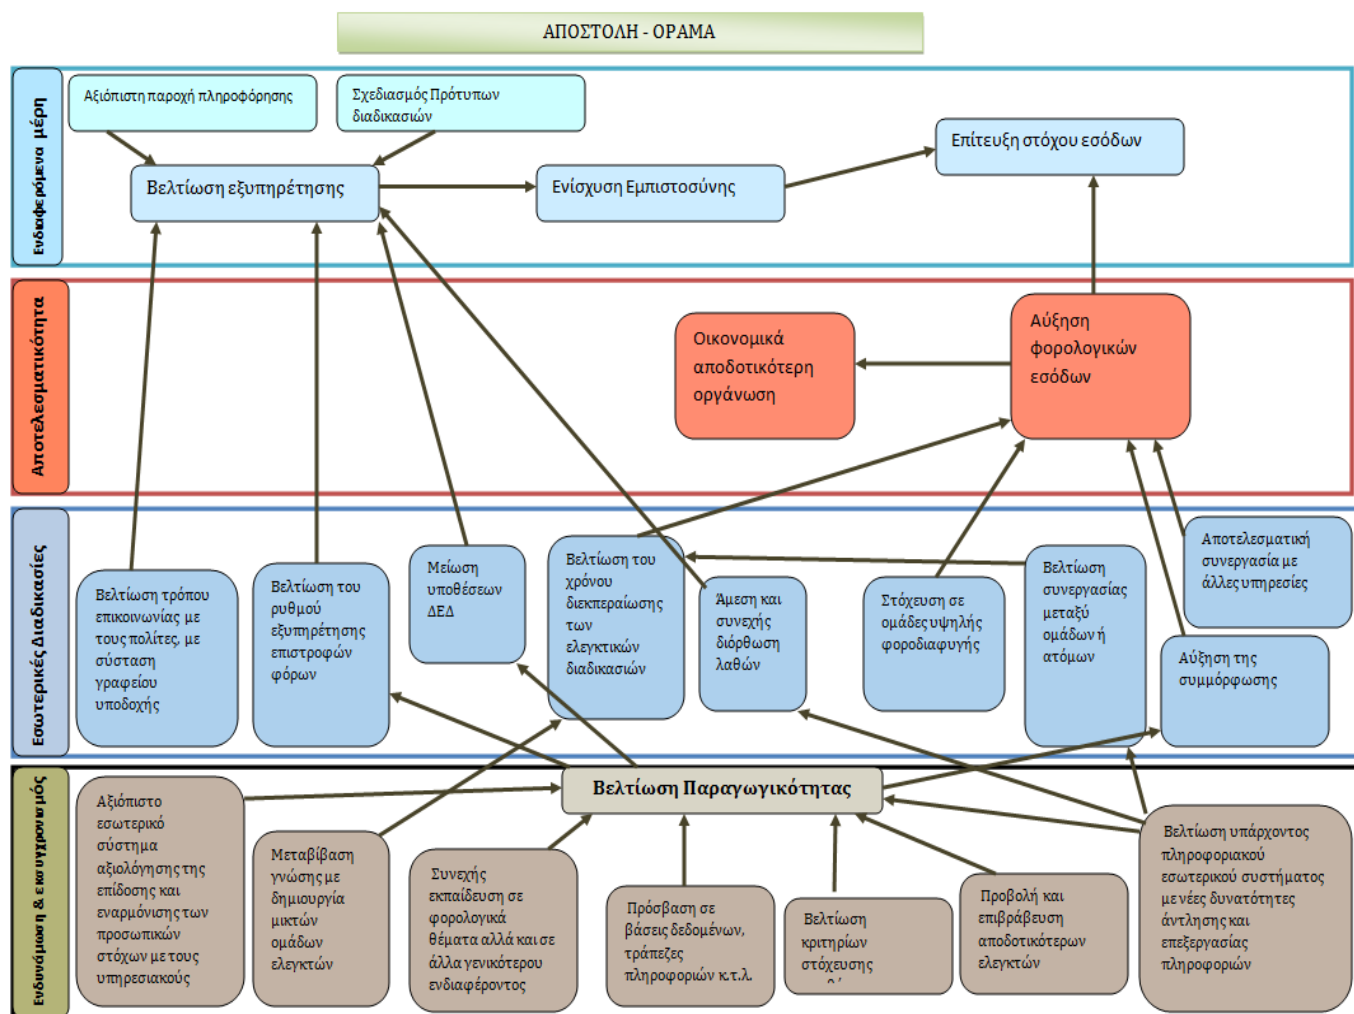 ΑΠΟΣΤΟΛΗ - ΟΡΑΜΑ
Ενδιαφερόμενα μέρη
Αξιόπιστη παροχή πληροφόρησης
Σχεδιασμός Πρότυπων
διαδικασιών
Βελτίωση εξυπηρέτησης
Ενίσχυση Εμπιστοσύνης
Επίτευξη στόχου εσόδων
Αποτελεσματικότητα
Οικονομικά
αποδοτικότερη
οργάνωση
Αύξηση
φορολογικών
εσόδων
Εσωτερικές Διαδικασίες
Βελτίωση τρόπου
επικοινωνίας με
τους πολίτες, με
σύσταση
γραφείου
υποδοχής
Βελτίωση του
ρυθμού
εξυπηρέτησης
επιστροφών
φόρων
Μείωση
υποθέσεων
ΔΕΔ
Βελτίωση του
χρόνου
διεκπεραίωσης
των
ελεγκτικών
διαδικασιών
Άμεση και
συνεχής
διόρθωση
λαθών
Στόχευση σε
ομάδες υψηλής
φοροδιαφυγής
Βελτίωση
συνεργασίας
μεταξύ
ομάδων ή
ατόμων
Αποτελεσματική
συνεργασία με
άλλες υπηρεσίες
Αύξηση της
συμμόρφωσης
Ενδυνάμωση & εκσυγχρονισμός
Βελτίωση Παραγωγικότητας
Αξιόπιστο
εσωτερικό
σύστημα
αξιολόγησης της
επίδοσης και
εναρμόνισης των
προσωπικών
στόχων με τους
υπηρεσιακούς
Μεταβίβαση
γνώσης με
δημιουργία
μικτών
ομάδων
ελεγκτών
Συνεχής
εκπαίδευση σε
φορολογικά
θέματα αλλά και σε
άλλα γενικότερου
ενδιαφέροντος
Πρόσβαση σε
βάσεις δεδομένων,
τράπεζες
πληροφοριών κ.τ.λ.
Βελτίωση
κριτηρίων
στόχευσης
Προβολή και
επιβράβευση
αποδοτικότερων
ελεγκτών
Βελτίωση υπάρχοντος
πληροφοριακού
εσωτερικού συστήματος
με νέες δυνατότητες
άντλησης και
επεξεργασίας
πληροφοριών